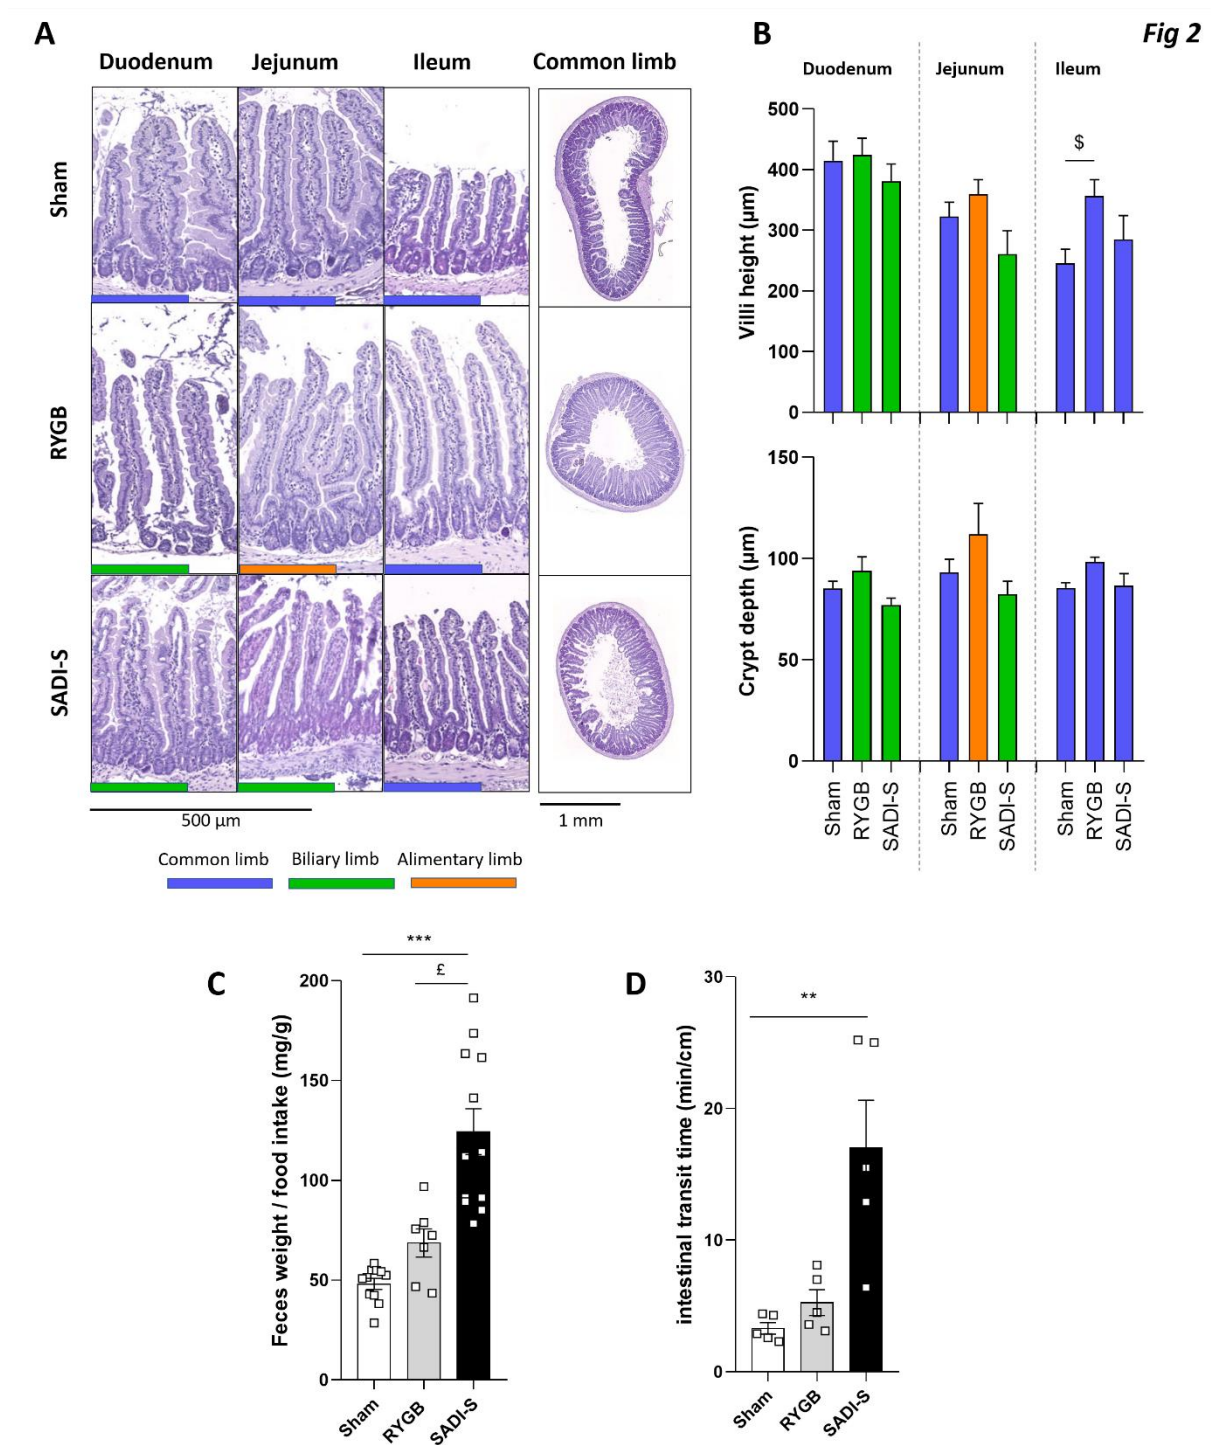 A
B
Fig 2
Duodenum
Jejunum
Ileum
Common limb
Sham
RYGB
SADI-S
500 µm
1 mm
Common limb
Biliary limb
Alimentary limb
Duodenum
Jejunum
Ileum
Villi height (µm)
500
400
300
200
100
0
$
Crypt depth (µm)
150
100
50
0
Sham
RYGB
SADI-S
Sham
RYGB
SADI-S
Sham
RYGB
SADI-S
C
***
£
Feces weight / food intake (mg/g)
200
150
100
50
0
Sham
RYGB
SADI-S
D
**
intestinal transit time (min/cm)
30
20
10
0
Sham
RYGB
SADI-S